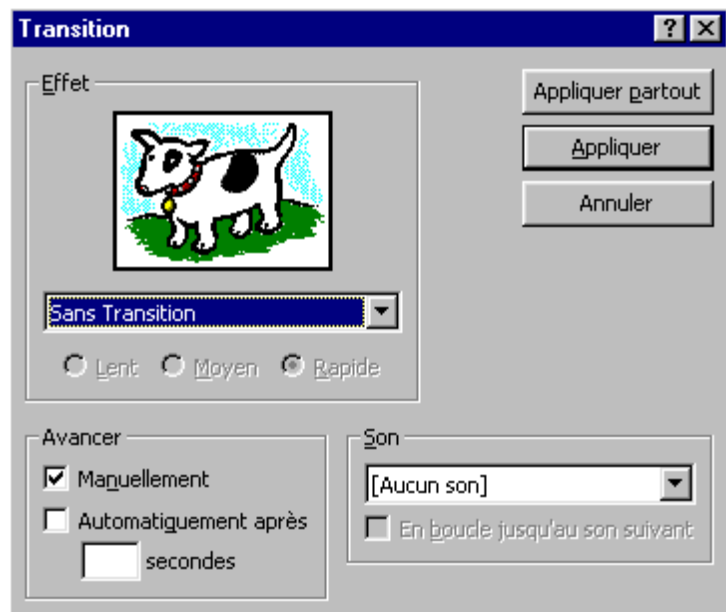 Transition
Effet
Appliquer partout
Appliquer
Annuler
Sans Transition
Lent Moyen Rapide
Avancer
Manuellement
Automatiquement après
secondes
Son
[Aucun son]
En boucle jusqu'au son suivant